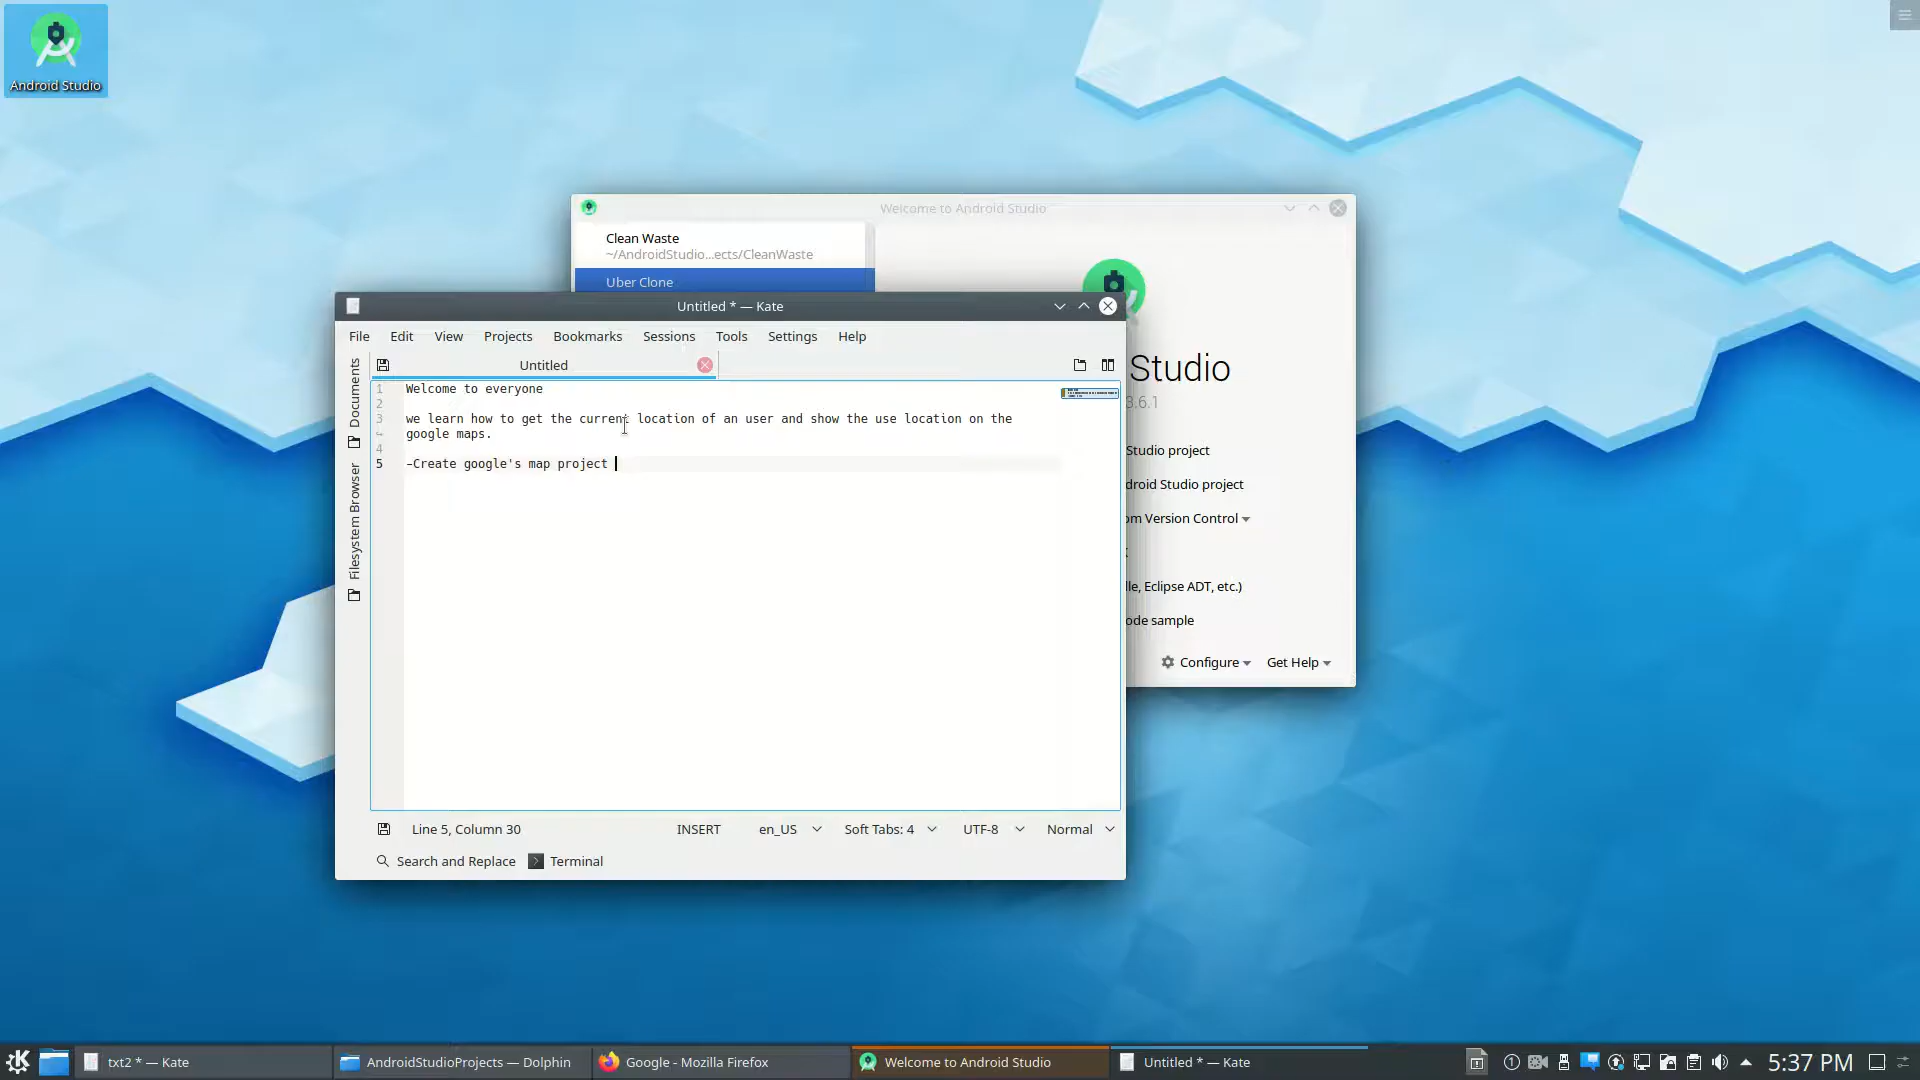 Android Studio
Welcome to Android Studio
Clean Waste
~/AndroidStudio...ects/CleanWaste
Uber Clone
Untitled * — Kate
File Edit View Projects Bookmarks Sessions Tools Settings Help
Untitled
Documents
Filesystem Browser
1 Welcome to everyone
2
3 we learn how to get the current location of an user and show the use location on the
google maps.
4
5 -Create google's map project
Studio
3.6.1
Studio project
droid Studio project
om Version Control
le, Eclipse ADT, etc.)
ode sample
Configure Get Help
Line 5, Column 30 INSERT en_US Soft Tabs: 4 UTF-8 Normal
Search and Replace Terminal
txt2 * — Kate AndroidStudioProjects — Dolphin Google - Mozilla Firefox Welcome to Android Studio Untitled * — Kate 5:37 PM